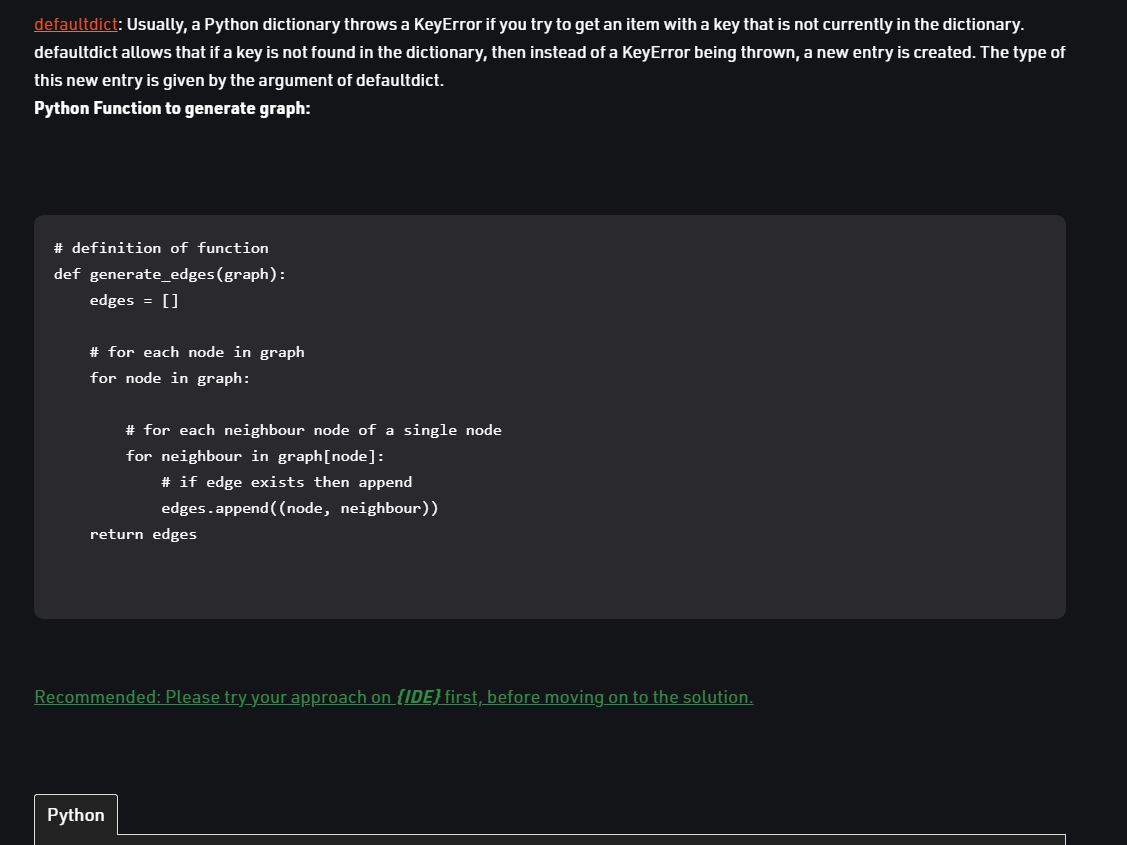 defaultdict: Usually, a Python dictionary throws a KeyError if you try to get an item with a key that is not currently in the dictionary.
defaultdict allows that if a key is not found in the dictionary, then instead of a KeyError being thrown, a new entry is created. The type of
this new entry is given by the argument of defaultdict.
Python Function to generate graph:
# definition of function
def generate_edges(graph):
    edges = []
    # for each node in graph
    for node in graph:
        # for each neighbour node of a single node
        for neighbour in graph[node]:
            # if edge exists then append
            edges.append((node, neighbour))
    return edges
Recommended: Please try your approach on {IDE} first, before moving on to the solution.
Python